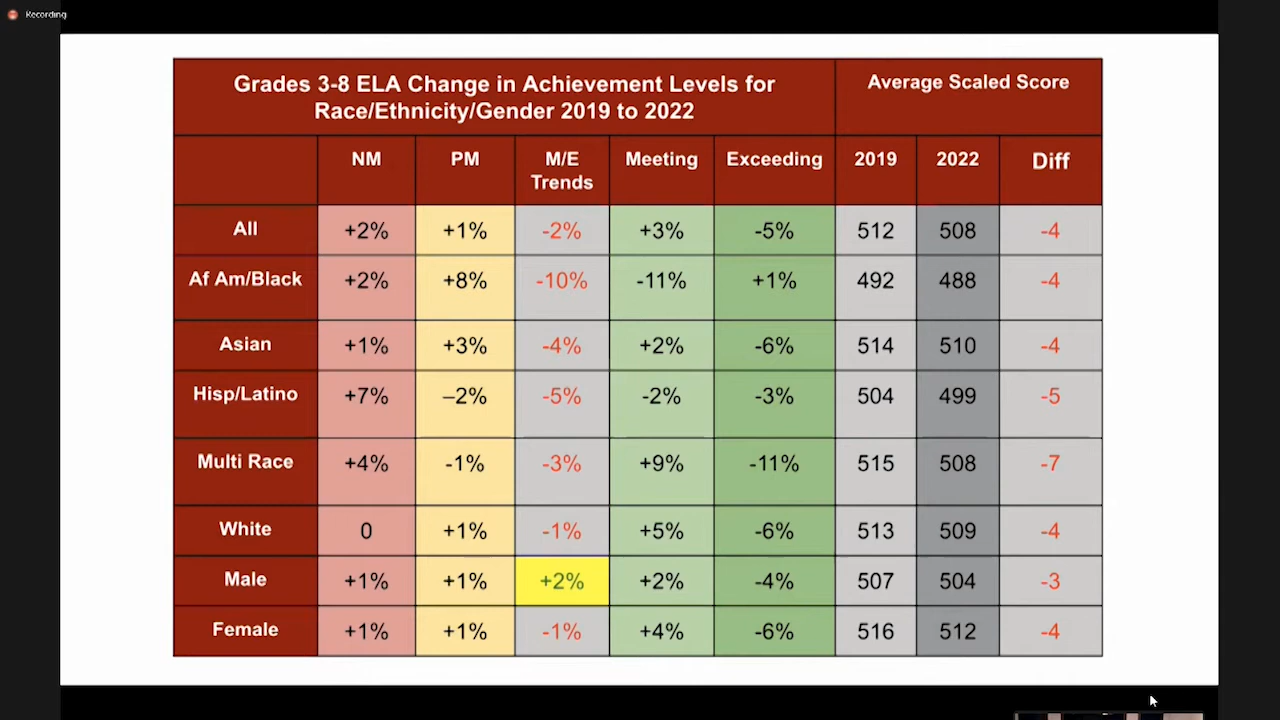 Recording
Grades 3-8 ELA Change in Achievement Levels for
Race/Ethnicity/Gender 2019 to 2022
Average Scaled Score
NM PM M/E Trends Meeting Exceeding 2019 2022 Diff
All +2% +1% -2% +3% -5% 512 508 -4
Af Am/Black +2% +8% -10% -11% +1% 492 488 -4
Asian +1% +3% -4% +2% -6% 514 510 -4
Hisp/Latino +7% –2% -5% -2% -3% 504 499 -5
Multi Race +4% -1% -3% +9% -11% 515 508 -7
White 0 +1% -1% +5% -6% 513 509 -4
Male +1% +1% +2% +2% -4% 507 504 -3
Female +1% +1% -1% +4% -6% 516 512 -4